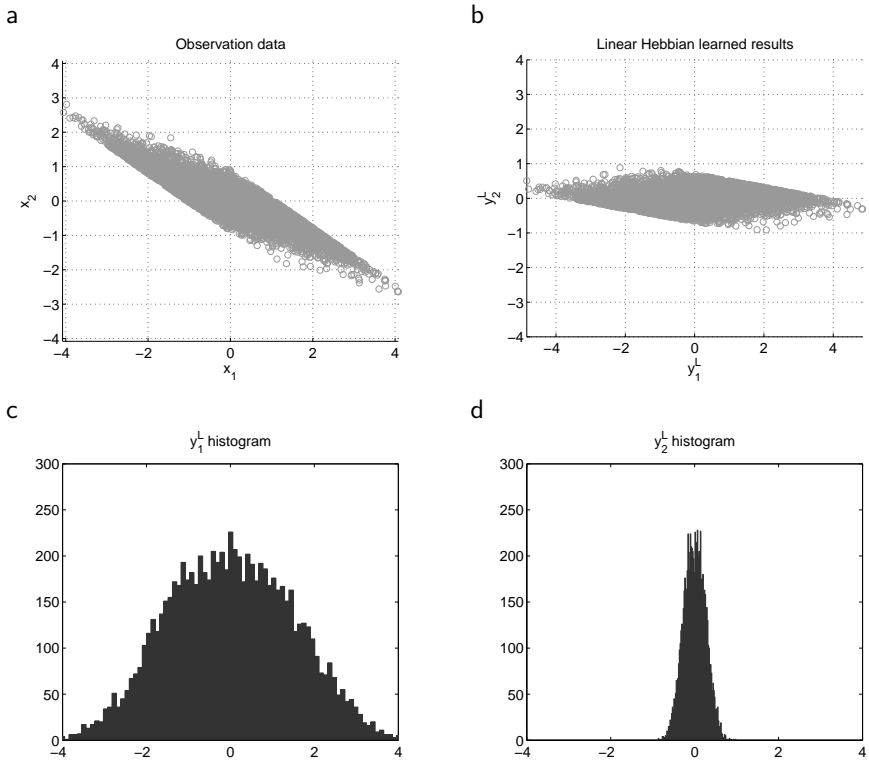 a
Observation data
4
3
2
1
0
−1
−2
−3
−4
−4 −2 0 2 4
x1
x2
b
Linear Hebbian learned results
4
3
2
1
0
−1
−2
−3
−4
−4 −2 0 2 4
y1L
y2L
c
y1L histogram
300
250
200
150
100
50
0
−4 −2 0 2 4
d
y2L histogram
300
250
200
150
100
50
0
−4 −2 0 2 4